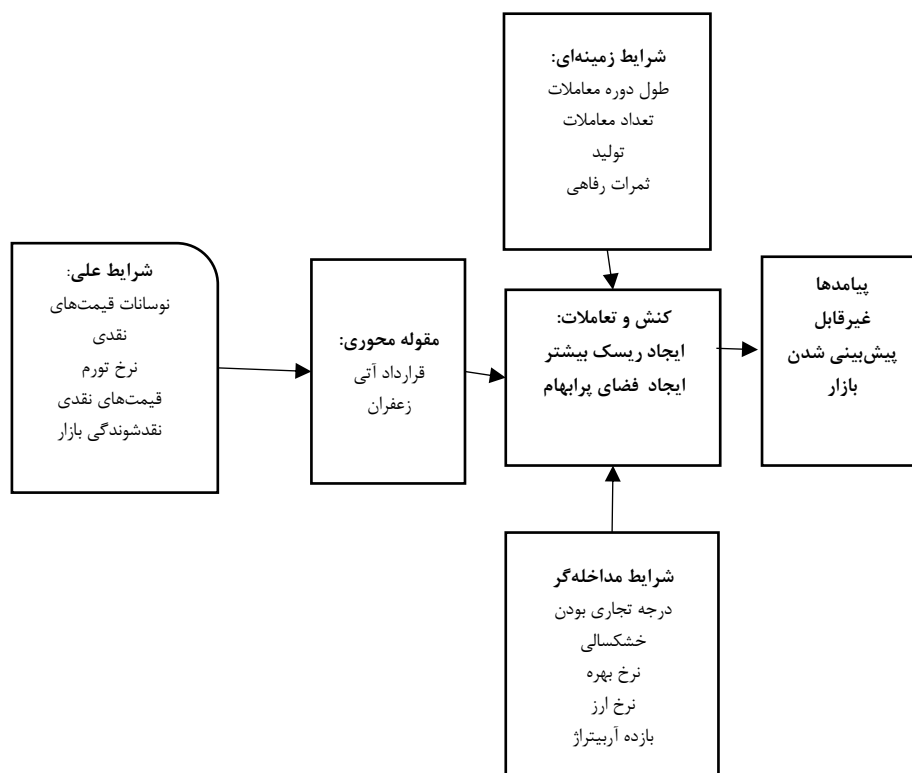 شرایط زمینه‌ای:
طول دوره معاملات
تعداد معاملات
تولید
ثمرات رفاهی
شرایط علی:
نوسانات قیمت‌های
نقدی
نرخ تورم
قیمت‌های نقدی
نقدشوندگی بازار
مقوله محوری:
قرارداد آتی
زعفران
کنش و تعاملات:
ایجاد ریسک بیشتر
ایجاد فضای پرابهام
پیامدها
غیرقابل
پیش‌بینی شدن
بازار
شرایط مداخله‌گر
درجه تجاری بودن
خشکسالی
نرخ بهره
نرخ ارز
بازده آربیتراژ